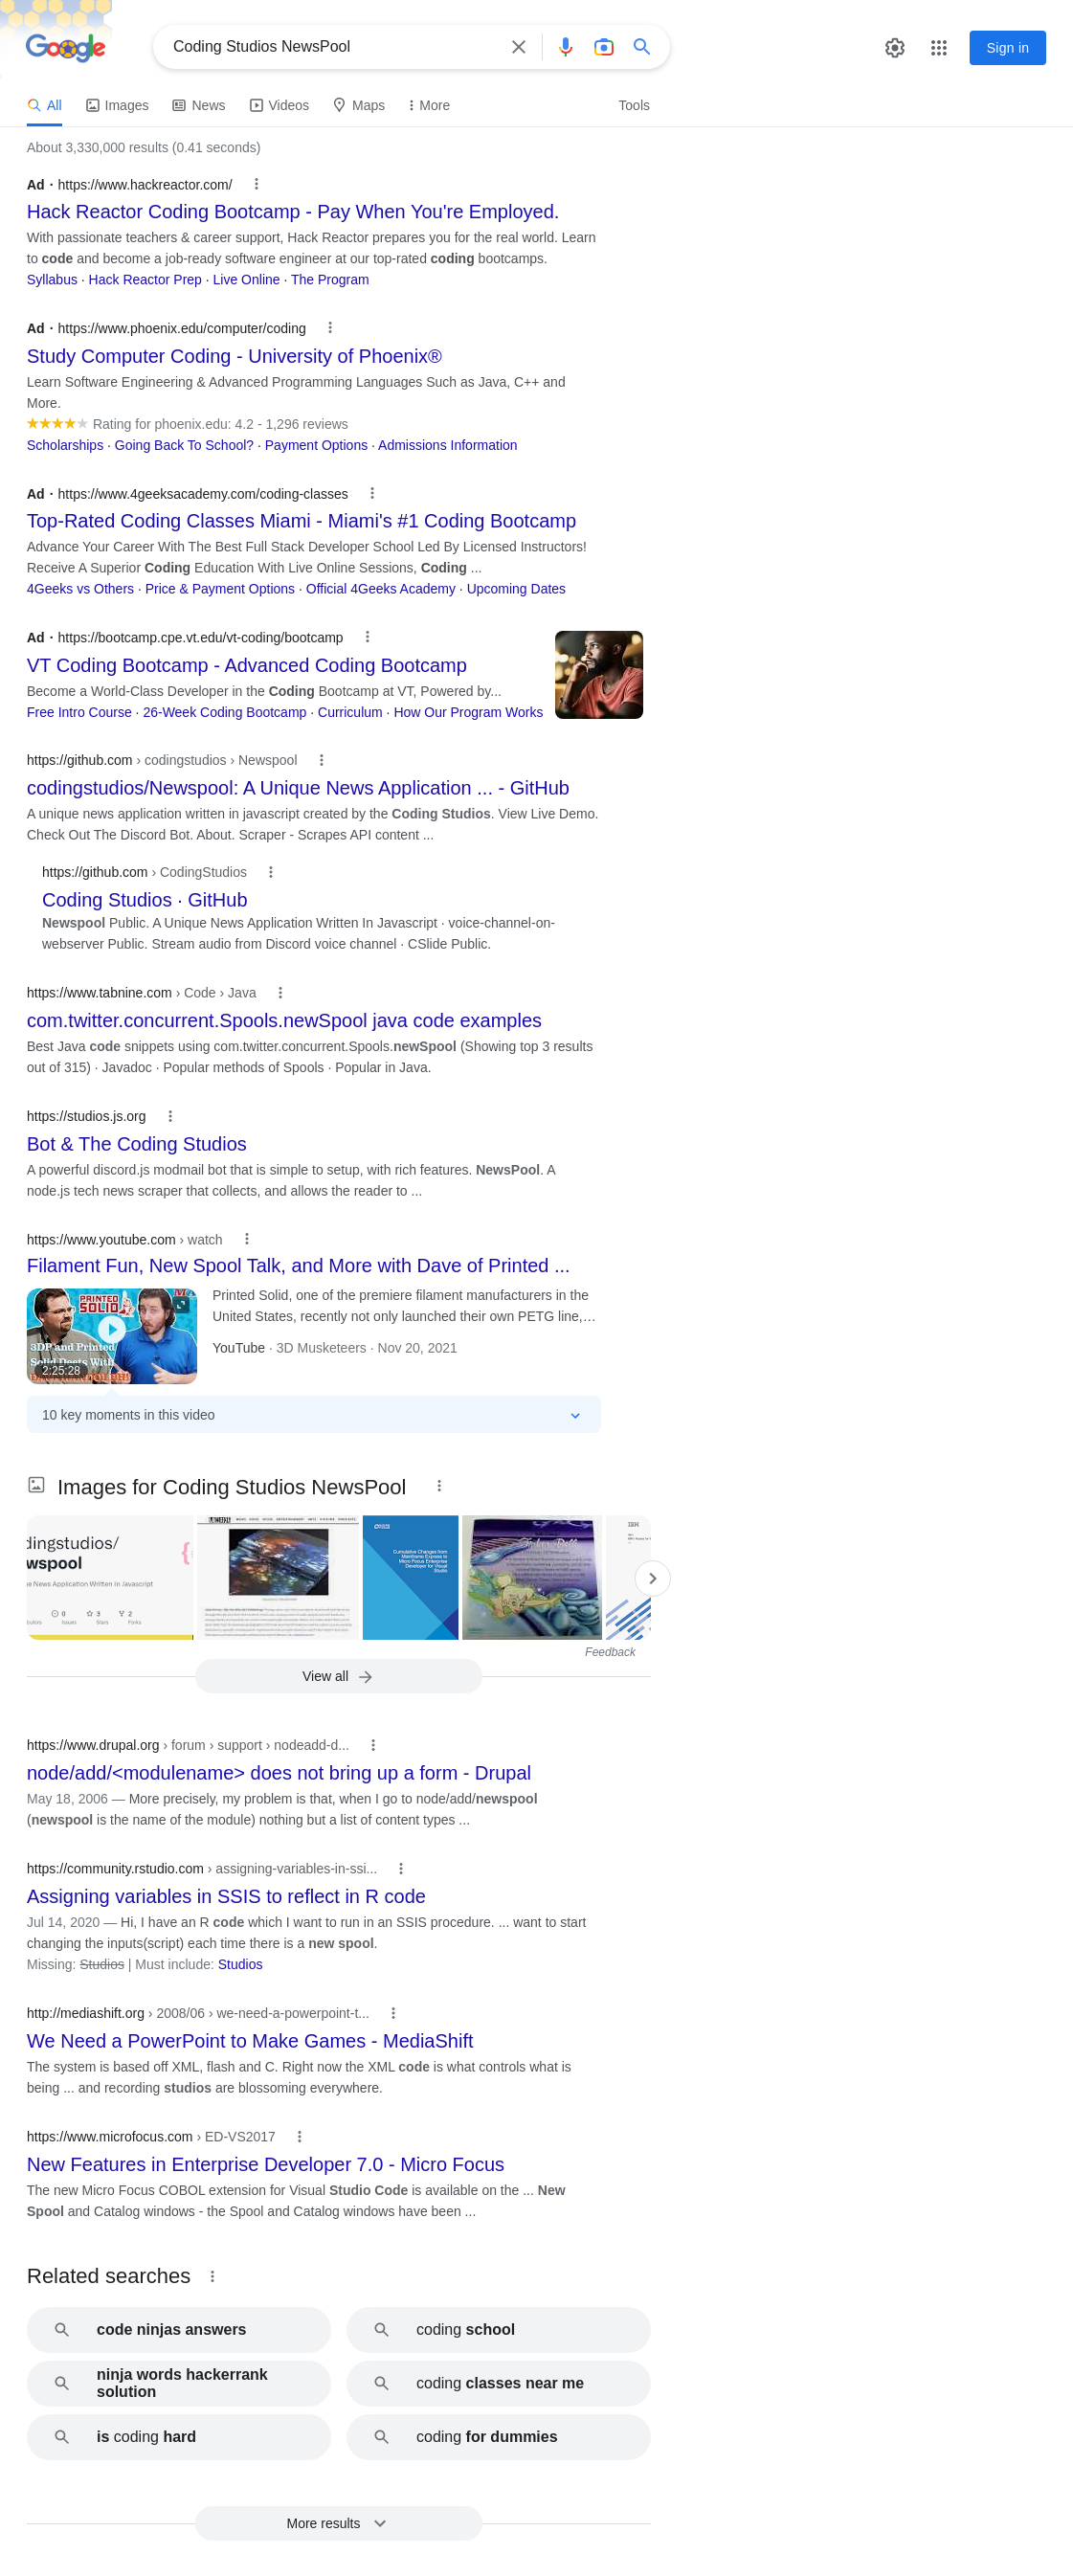 Google
Coding Studios NewsPool
Sign in
All
Images
News
Videos
Maps
More
Tools
About 3,330,000 results (0.41 seconds)
Ad · https://www.hackreactor.com/
Hack Reactor Coding Bootcamp - Pay When You're Employed.
With passionate teachers & career support, Hack Reactor prepares you for the real world. Learn
to code and become a job-ready software engineer at our top-rated coding bootcamps.
Syllabus · Hack Reactor Prep · Live Online · The Program
Ad · https://www.phoenix.edu/computer/coding
Study Computer Coding - University of Phoenix®
Learn Software Engineering & Advanced Programming Languages Such as Java, C++ and
More.
Rating for phoenix.edu: 4.2 - 1,296 reviews
Scholarships · Going Back To School? · Payment Options · Admissions Information
Ad · https://www.4geeksacademy.com/coding-classes
Top-Rated Coding Classes Miami - Miami's #1 Coding Bootcamp
Advance Your Career With The Best Full Stack Developer School Led By Licensed Instructors!
Receive A Superior Coding Education With Live Online Sessions, Coding ...
4Geeks vs Others · Price & Payment Options · Official 4Geeks Academy · Upcoming Dates
Ad · https://bootcamp.cpe.vt.edu/vt-coding/bootcamp
VT Coding Bootcamp - Advanced Coding Bootcamp
Become a World-Class Developer in the Coding Bootcamp at VT, Powered by...
Free Intro Course · 26-Week Coding Bootcamp · Curriculum · How Our Program Works
https://github.com › codingstudios › Newspool
codingstudios/Newspool: A Unique News Application ... - GitHub
A unique news application written in javascript created by the Coding Studios. View Live Demo.
Check Out The Discord Bot. About. Scraper - Scrapes API content ...
https://github.com › CodingStudios
Coding Studios · GitHub
Newspool Public. A Unique News Application Written In Javascript · voice-channel-on-
webserver Public. Stream audio from Discord voice channel · CSlide Public.
https://www.tabnine.com › Code › Java
com.twitter.concurrent.Spools.newSpool java code examples
Best Java code snippets using com.twitter.concurrent.Spools.newSpool (Showing top 3 results
out of 315) · Javadoc · Popular methods of Spools · Popular in Java.
https://studios.js.org
Bot & The Coding Studios
A powerful discord.js modmail bot that is simple to setup, with rich features. NewsPool. A
node.js tech news scraper that collects, and allows the reader to ...
https://www.youtube.com › watch
Filament Fun, New Spool Talk, and More with Dave of Printed ...
Printed Solid, one of the premiere filament manufacturers in the
United States, recently not only launched their own PETG line,…
YouTube · 3D Musketeers · Nov 20, 2021
PRINTED
SOLID
3DP and Printed
2:25:28
10 key moments in this video
Images for Coding Studios NewsPool
dingstudios/
wspool
ne News Application Written In Javascript
0
3
2
Issues
Stars
Forks
WEEKLY
Cumulative Changes from
Mainframe Express to
Micro Focus Enterprise
Developer for Visual
Studio
IBM
Feedback
View all
https://www.drupal.org › forum › support › nodeadd-d...
node/add/<modulename> does not bring up a form - Drupal
May 18, 2006 — More precisely, my problem is that, when I go to node/add/newspool
(newspool is the name of the module) nothing but a list of content types ...
https://community.rstudio.com › assigning-variables-in-ssi...
Assigning variables in SSIS to reflect in R code
Jul 14, 2020 — Hi, I have an R code which I want to run in an SSIS procedure. ... want to start
changing the inputs(script) each time there is a new spool.
Missing: Studios | Must include: Studios
http://mediashift.org › 2008/06 › we-need-a-powerpoint-t...
We Need a PowerPoint to Make Games - MediaShift
The system is based off XML, flash and C. Right now the XML code is what controls what is
being ... and recording studios are blossoming everywhere.
https://www.microfocus.com › ED-VS2017
New Features in Enterprise Developer 7.0 - Micro Focus
The new Micro Focus COBOL extension for Visual Studio Code is available on the ... New
Spool and Catalog windows - the Spool and Catalog windows have been ...
Related searches
code ninjas answers
coding school
ninja words hackerrank
solution
coding classes near me
is coding hard
coding for dummies
More results